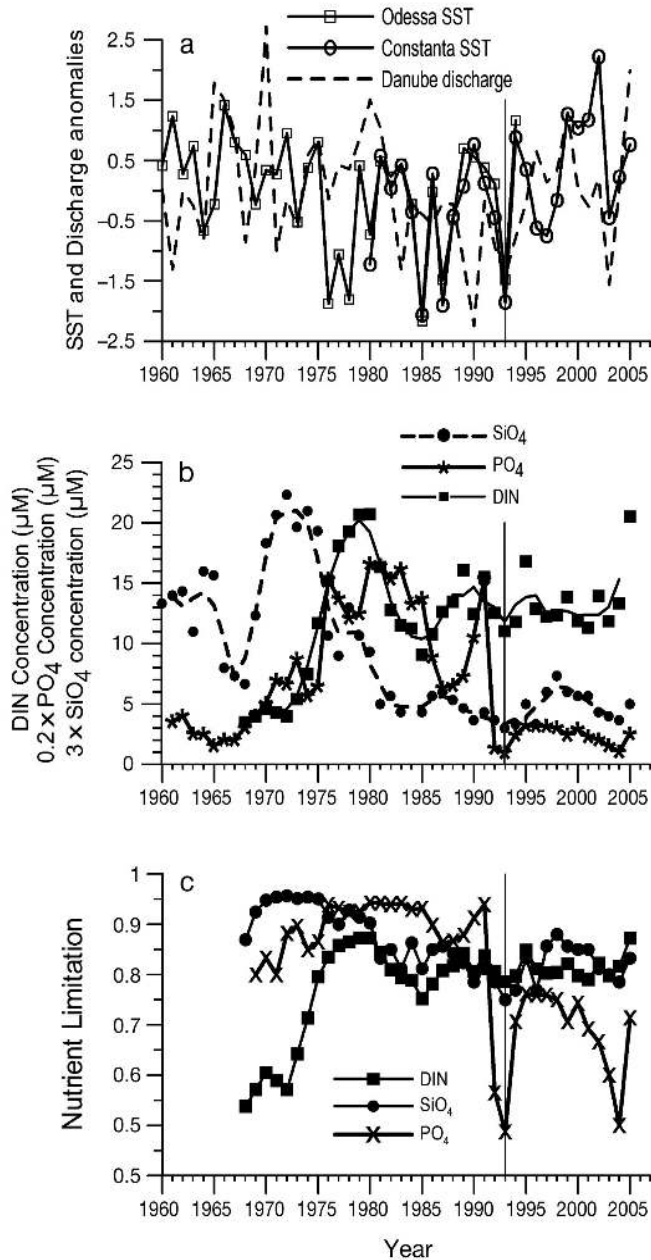 Odessa SST
a
Constanta SST
Danube discharge
2.5
1.5
0.5
-0.5
-1.5
-2.5
SST and Discharge anomalies
1960 1965 1970 1975 1980 1985 1990 1995 2000 2005
SiO4
b
PO4
DIN
25
20
15
10
5
0
DIN Concentration (µM)
0.2 x PO4 Concentration (µM)
3 x SiO4 concentration (µM)
1960 1965 1970 1975 1980 1985 1990 1995 2000 2005
1
c
0.9
0.8
0.7
0.6
0.5
Nutrient Limitation
DIN
SiO4
PO4
0.5
1960 1965 1970 1975 1980 1985 1990 1995 2000 2005
Year